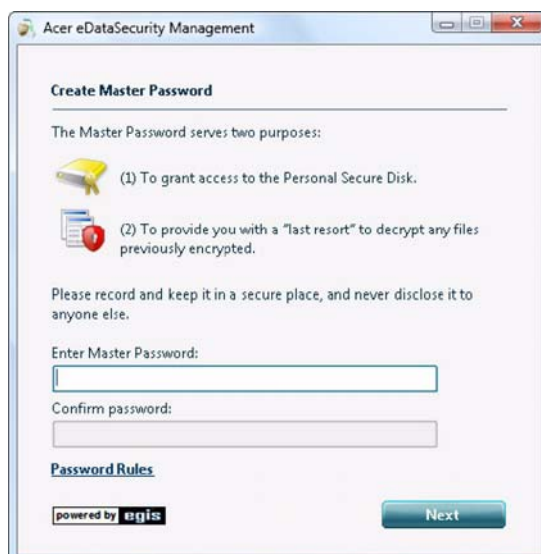 Acer eDataSecurity Management
Create Master Password
The Master Password serves two purposes:
(1) To grant access to the Personal Secure Disk.
(2) To provide you with a "last resort" to decrypt any files
previously encrypted.
Please record and keep it in a secure place, and never disclose it to
anyone else.
Enter Master Password:
Confirm password:
Password Rules
powered by egis
Next